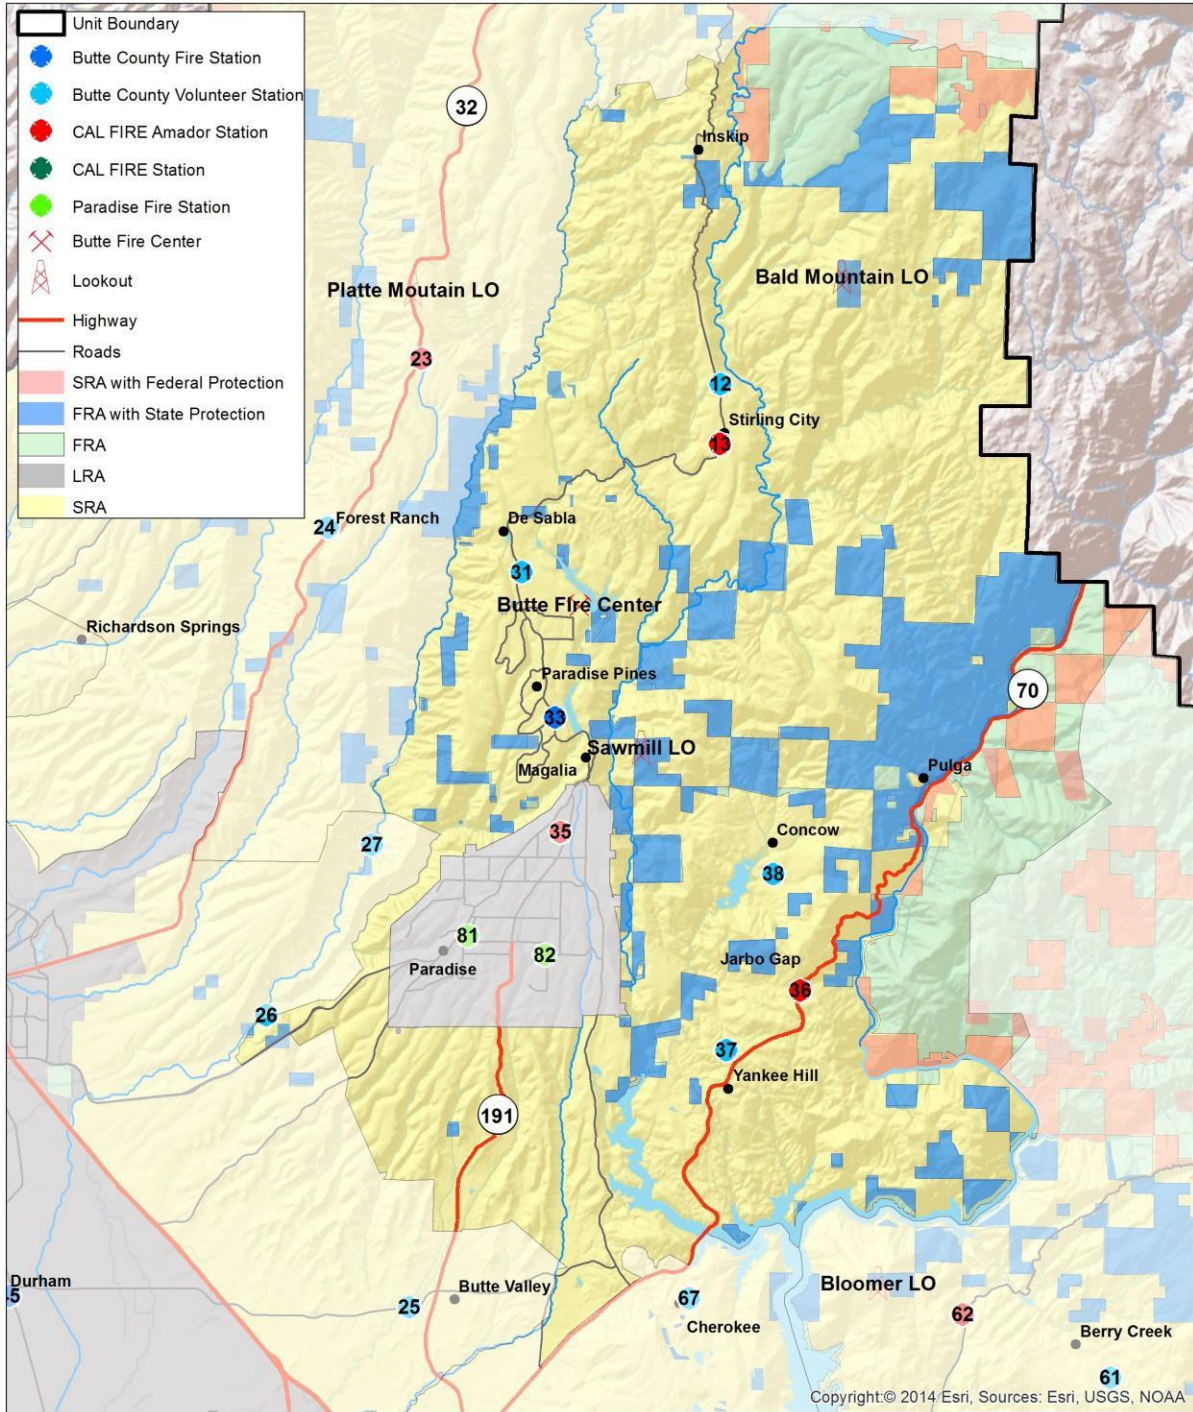 Unit Boundary
Butte County Fire Station
Butte County Volunteer Station
CAL FIRE Amador Station
CAL FIRE Station
Paradise Fire Station
Butte Fire Center
Lookout
Highway
Roads
SRA with Federal Protection
FRA with State Protection
FRA
LRA
SRA
32
Inskip
Platte Moutain LO
Bald Mountain LO
23
12
Stirling City
13
24
Forest Ranch
De Sabla
31
Butte FIre Center
Richardson Springs
Paradise Pines
70
33
Sawmill LO
Magalia
Pulga
35
27
Concow
38
81
82
Paradise
Jarbo Gap
36
26
37
Yankee Hill
191
Durham
45
Butte Valley
25
67
Cherokee
Bloomer LO
62
Berry Creek
61
Copyright:© 2014 Esri, Sources: Esri, USGS, NOAA